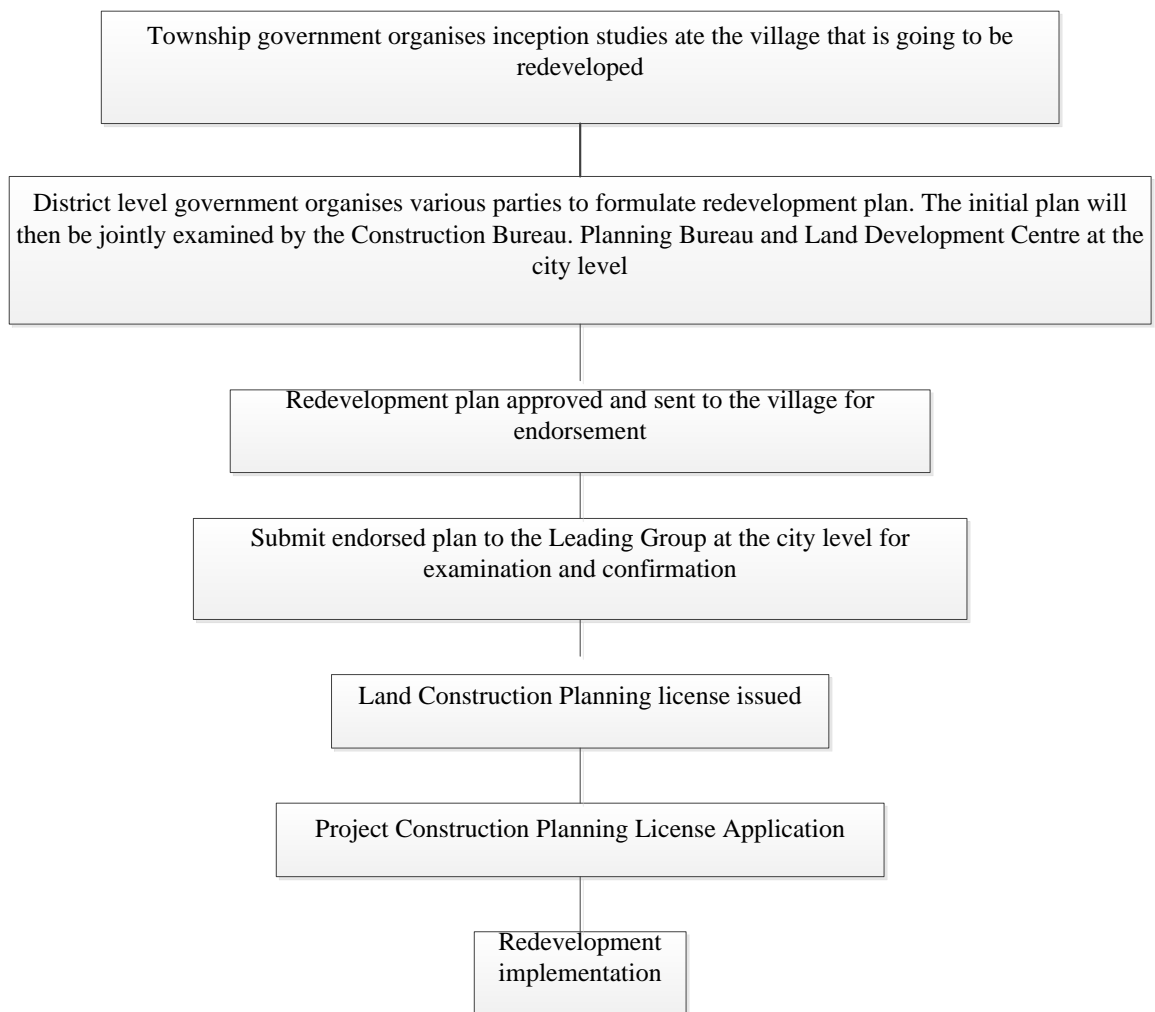 Township government organises inception studies ate the village that is going to be
redeveloped
District level government organises various parties to formulate redevelopment plan. The initial plan will
then be jointly examined by the Construction Bureau. Planning Bureau and Land Development Centre at the
city level
Redevelopment plan approved and sent to the village for
endorsement
Submit endorsed plan to the Leading Group at the city level for
examination and confirmation
Land Construction Planning license issued
Project Construction Planning License Application
Redevelopment
implementation